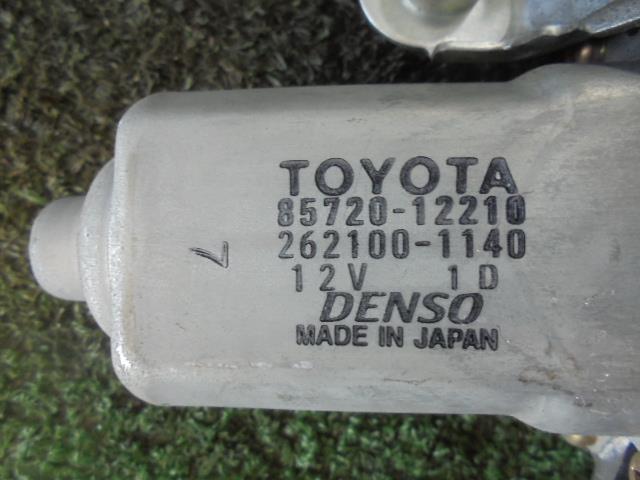 TOYOTA
85720-12210
262100-1140
12V 1D
DENSO
MADE IN JAPAN